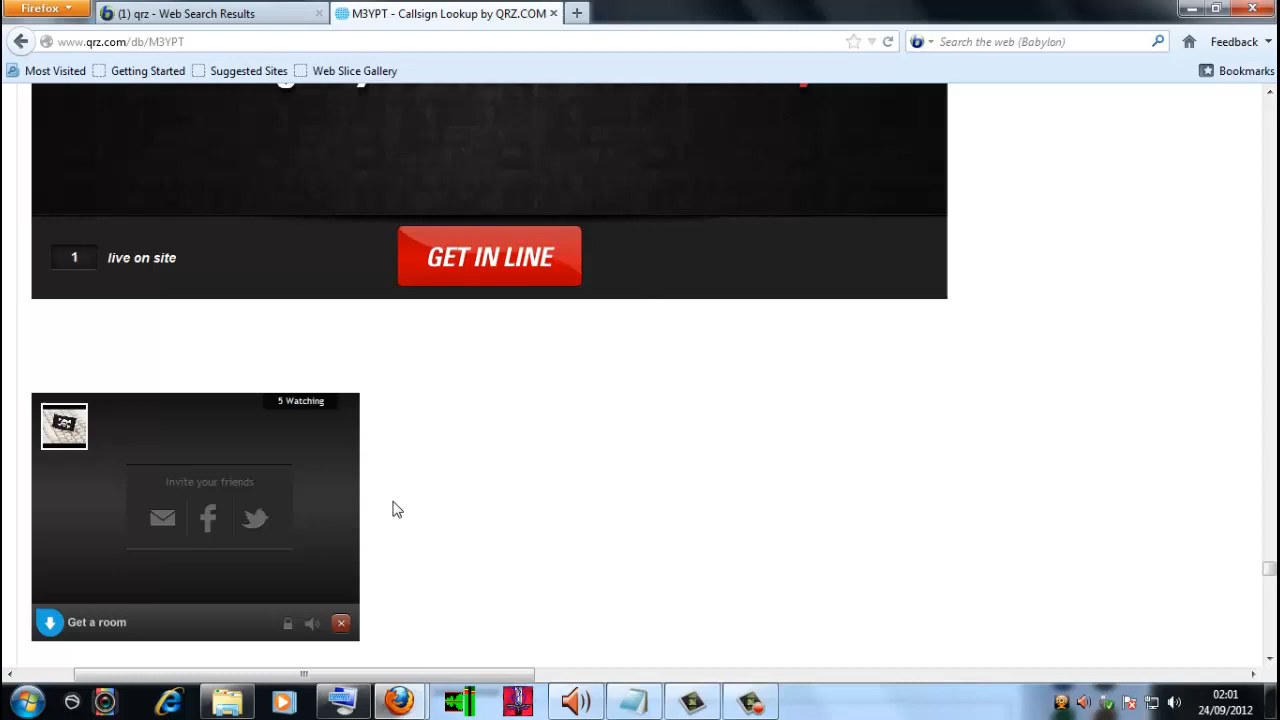 Firefox
(1) qrz - Web Search Results
M3YPT - Callsign Lookup by QRZ.COM
www.qrz.com/db/M3YPT
Search the web (Babylon)
Feedback
Most Visited
Getting Started
Suggested Sites
Web Slice Gallery
Bookmarks
1
live on site
GET IN LINE
5 Watching
Invite your friends
Get a room
02:01
24/09/2012